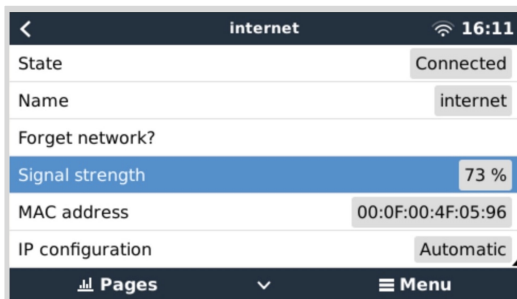 internet 16:11
State Connected
Name internet
Forget network?
Signal strength 73 %
MAC address 00:0F:00:4F:05:96
IP configuration Automatic
Pages Menu